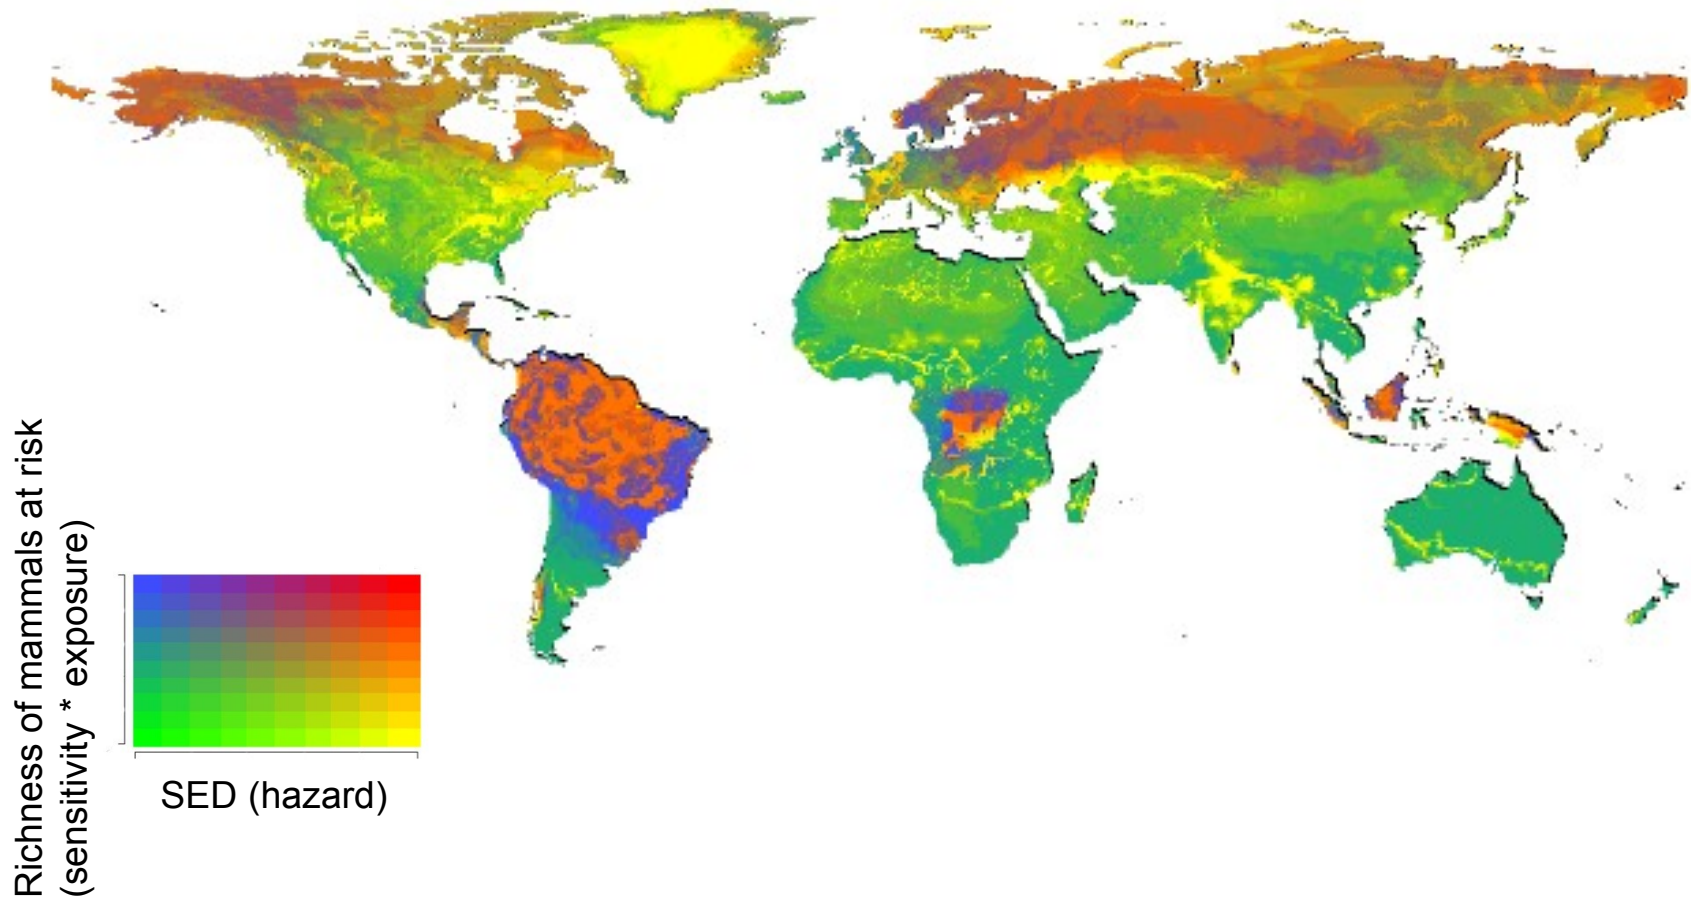 Richness of mammals at risk
(sensitivity * exposure)
SED (hazard)